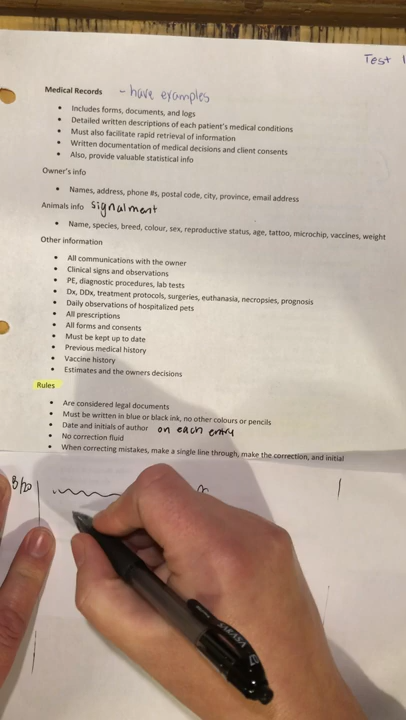 Test 1
Medical Records - have examples
Includes forms, documents, and logs
Detailed written descriptions of each patient's medical conditions
Must also facilitate rapid retrieval of information
Written documentation of medical decisions and client consents
Also, provide valuable statistical info
Owner's info
Names, address, phone #s, postal code, city, province, email address
Animals info Signalment
Name, species, breed, colour, sex, reproductive status, age, tattoo, microchip, vaccines, weight
Other information
All communications with the owner
Clinical signs and observations
PE, diagnostic procedures, lab tests
Dx, DDx, treatment protocols, surgeries, euthanasia, necropsies, prognosis
Daily observations of hospitalized pets
All prescriptions
All forms and consents
Must be kept up to date
Previous medical history
Vaccine history
Estimates and the owners decisions
Rules
Are considered legal documents
Must be written in blue or black ink, no other colours or pencils
Date and initials of author on each entry
No correction fluid
When correcting mistakes, make a single line through, make the correction, and initial